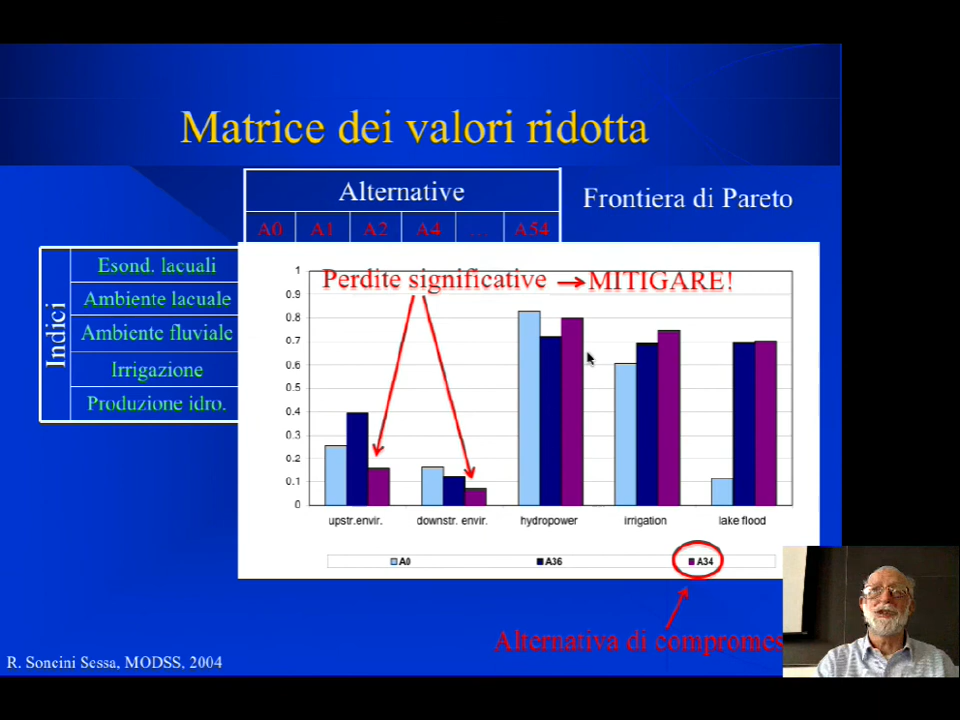 Matrice dei valori ridotta
Alternative
Frontiera di Pareto
A0 A1 A2 A4 ... A54
Indici
Esond. lacuali
Ambiente lacuale
Ambiente fluviale
Irrigazione
Produzione idro.
Perdite significative → MITIGARE!
1
0.9
0.8
0.7
0.6
0.5
0.4
0.3
0.2
0.1
0
upstr.envir. downstr. envir. hydropower irrigation lake flood
A0 A36 A34
Alternativa di compromes
R. Soncini Sessa, MODSS, 2004